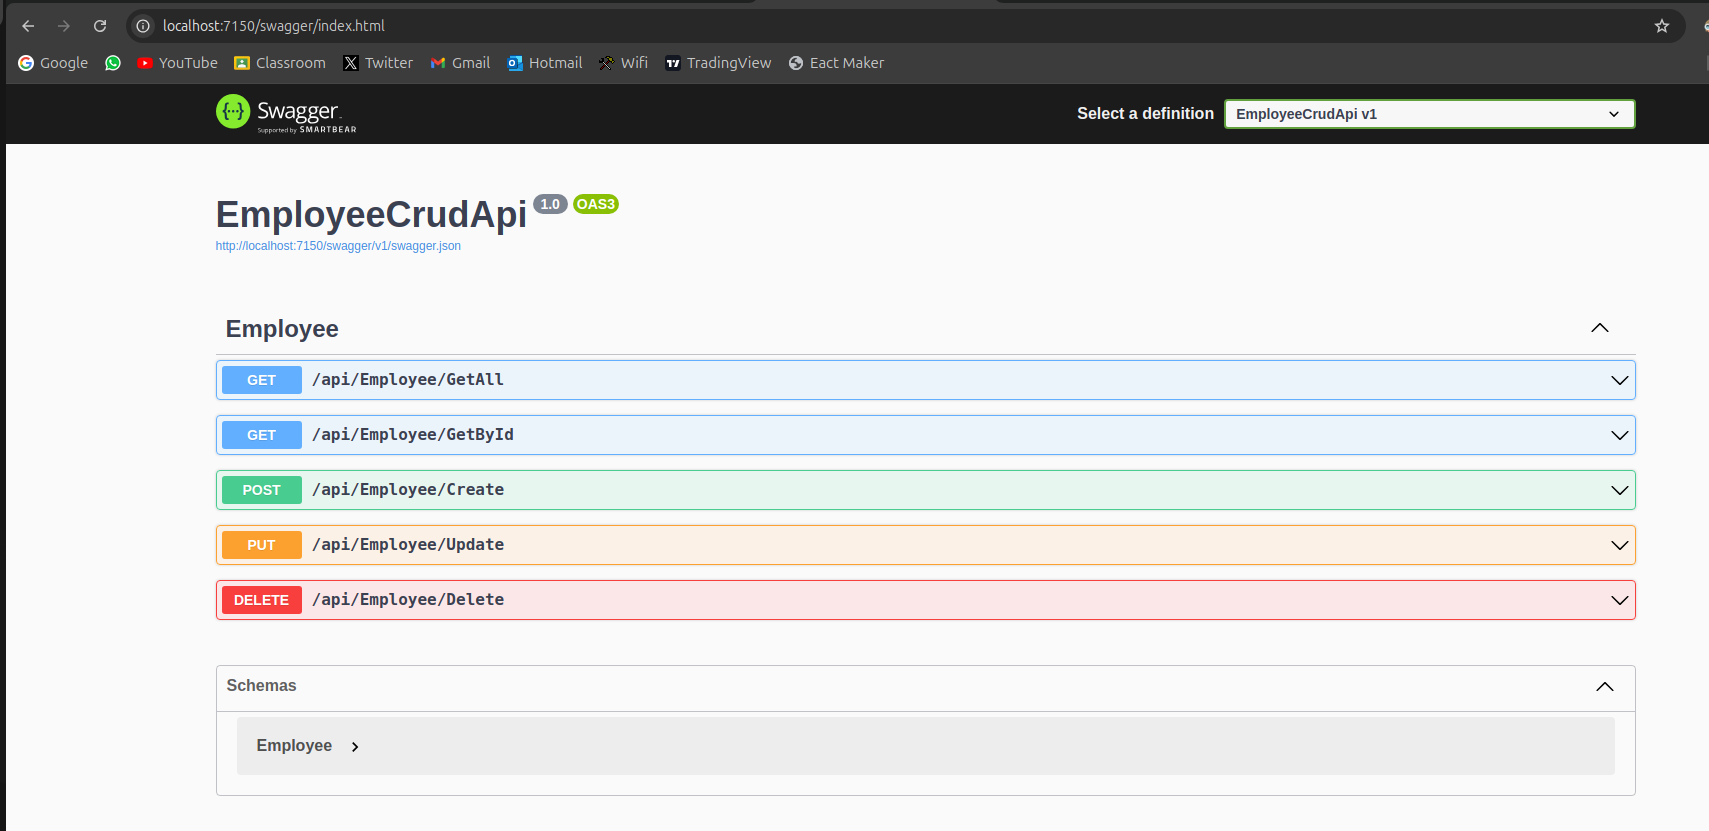 localhost:7150/swagger/index.html
Google YouTube Classroom Twitter Gmail Hotmail Wifi TradingView Eact Maker
Swagger
Supported by SMARTBEAR
Select a definition EmployeeCrudApi v1
EmployeeCrudApi 1.0 OAS3
http://localhost:7150/swagger/v1/swagger.json
Employee
GET /api/Employee/GetAll
GET /api/Employee/GetById
POST /api/Employee/Create
PUT /api/Employee/Update
DELETE /api/Employee/Delete
Schemas
Employee